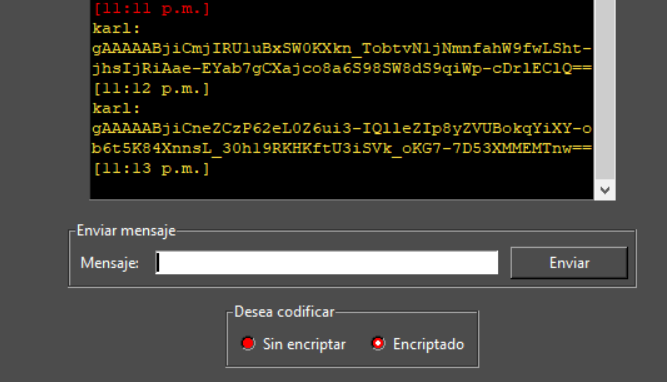 [11:11 p.m.]
karl:
gAAAAABjiCmjIRU1uBxSW0KXkn_TobtvN1jNmnfahW9fwLSht-
jhsIjRiAae-EYab7gCXajco8a6S98SW8dS9qiWp-cDrlEClQ==
[11:12 p.m.]
karl:
gAAAAABjiCneZCzP62eL0Z6ui3-IQlleZIp8yZVUBokqYiXY-o
b6t5K84XnnsL_30h19RKHKftU3iSVk_oKG7-7D53XMMEMTnw==
[11:13 p.m.]
Enviar mensaje
Mensaje:
Enviar
Desea codificar
Sin encriptar
Encriptado